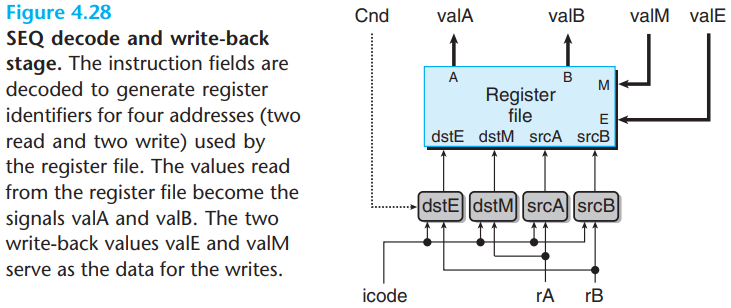 Figure 4.28
SEQ decode and write-back
stage. The instruction fields are
decoded to generate register
identifiers for four addresses (two
read and two write) used by
the register file. The values read
from the register file become the
signals valA and valB. The two
write-back values valE and valM
serve as the data for the writes.
Cnd valA valB valM valE
A B M
Register
file
E
dstE dstM srcA srcB
dstE dstM srcA srcB
icode rA rB